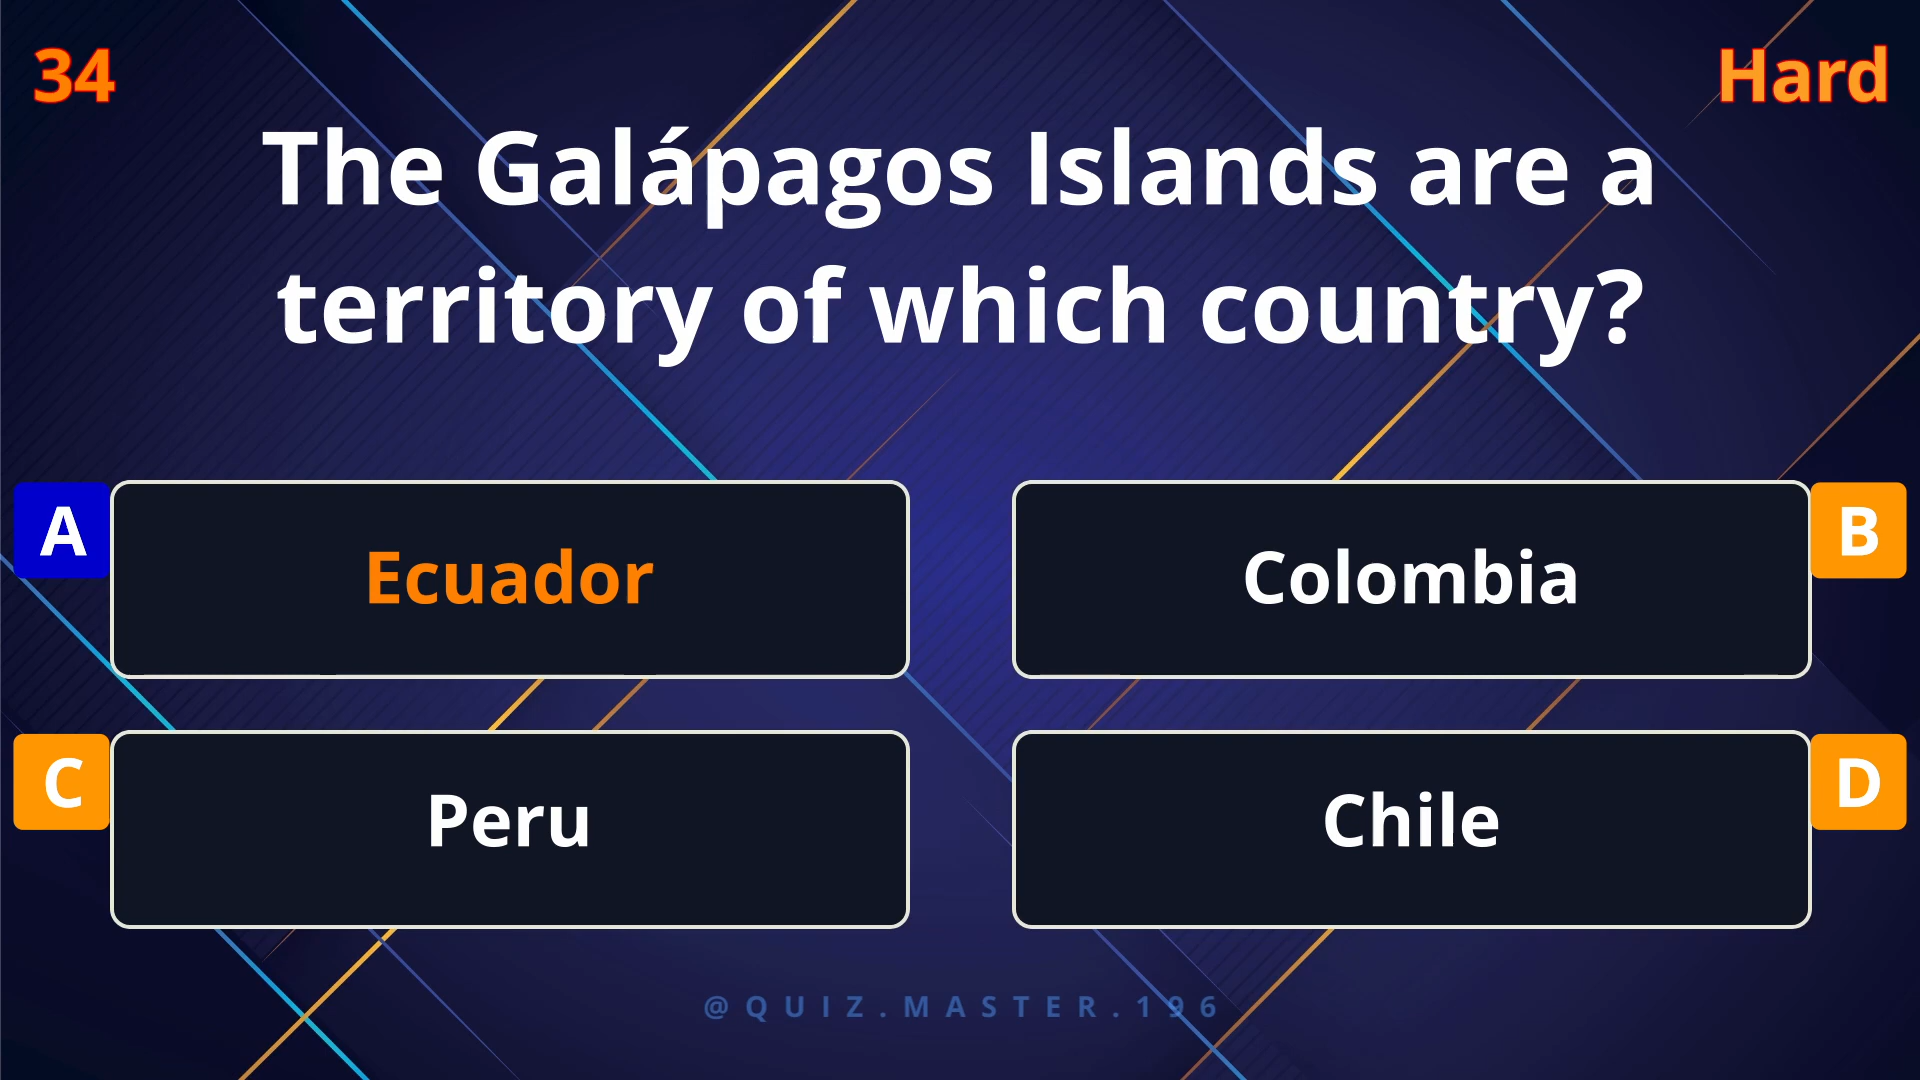 34
Hard
The Galápagos Islands are a
territory of which country?
A
Ecuador
Colombia
B
C
Peru
Chile
D
@QUIZ.MASTER.196